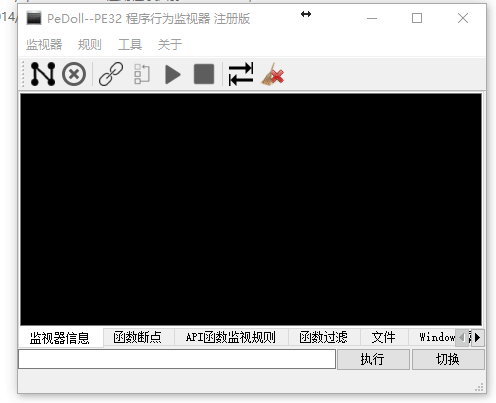 014/
PeDoll--PE32 程序行为监视器 注册版
监视器 规则 工具 关于
监视器信息 函数断点 API函数监视规则 函数过滤 文件 Window
执行 切换